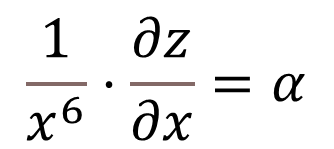 1/x⁶ · ∂z/∂x = α